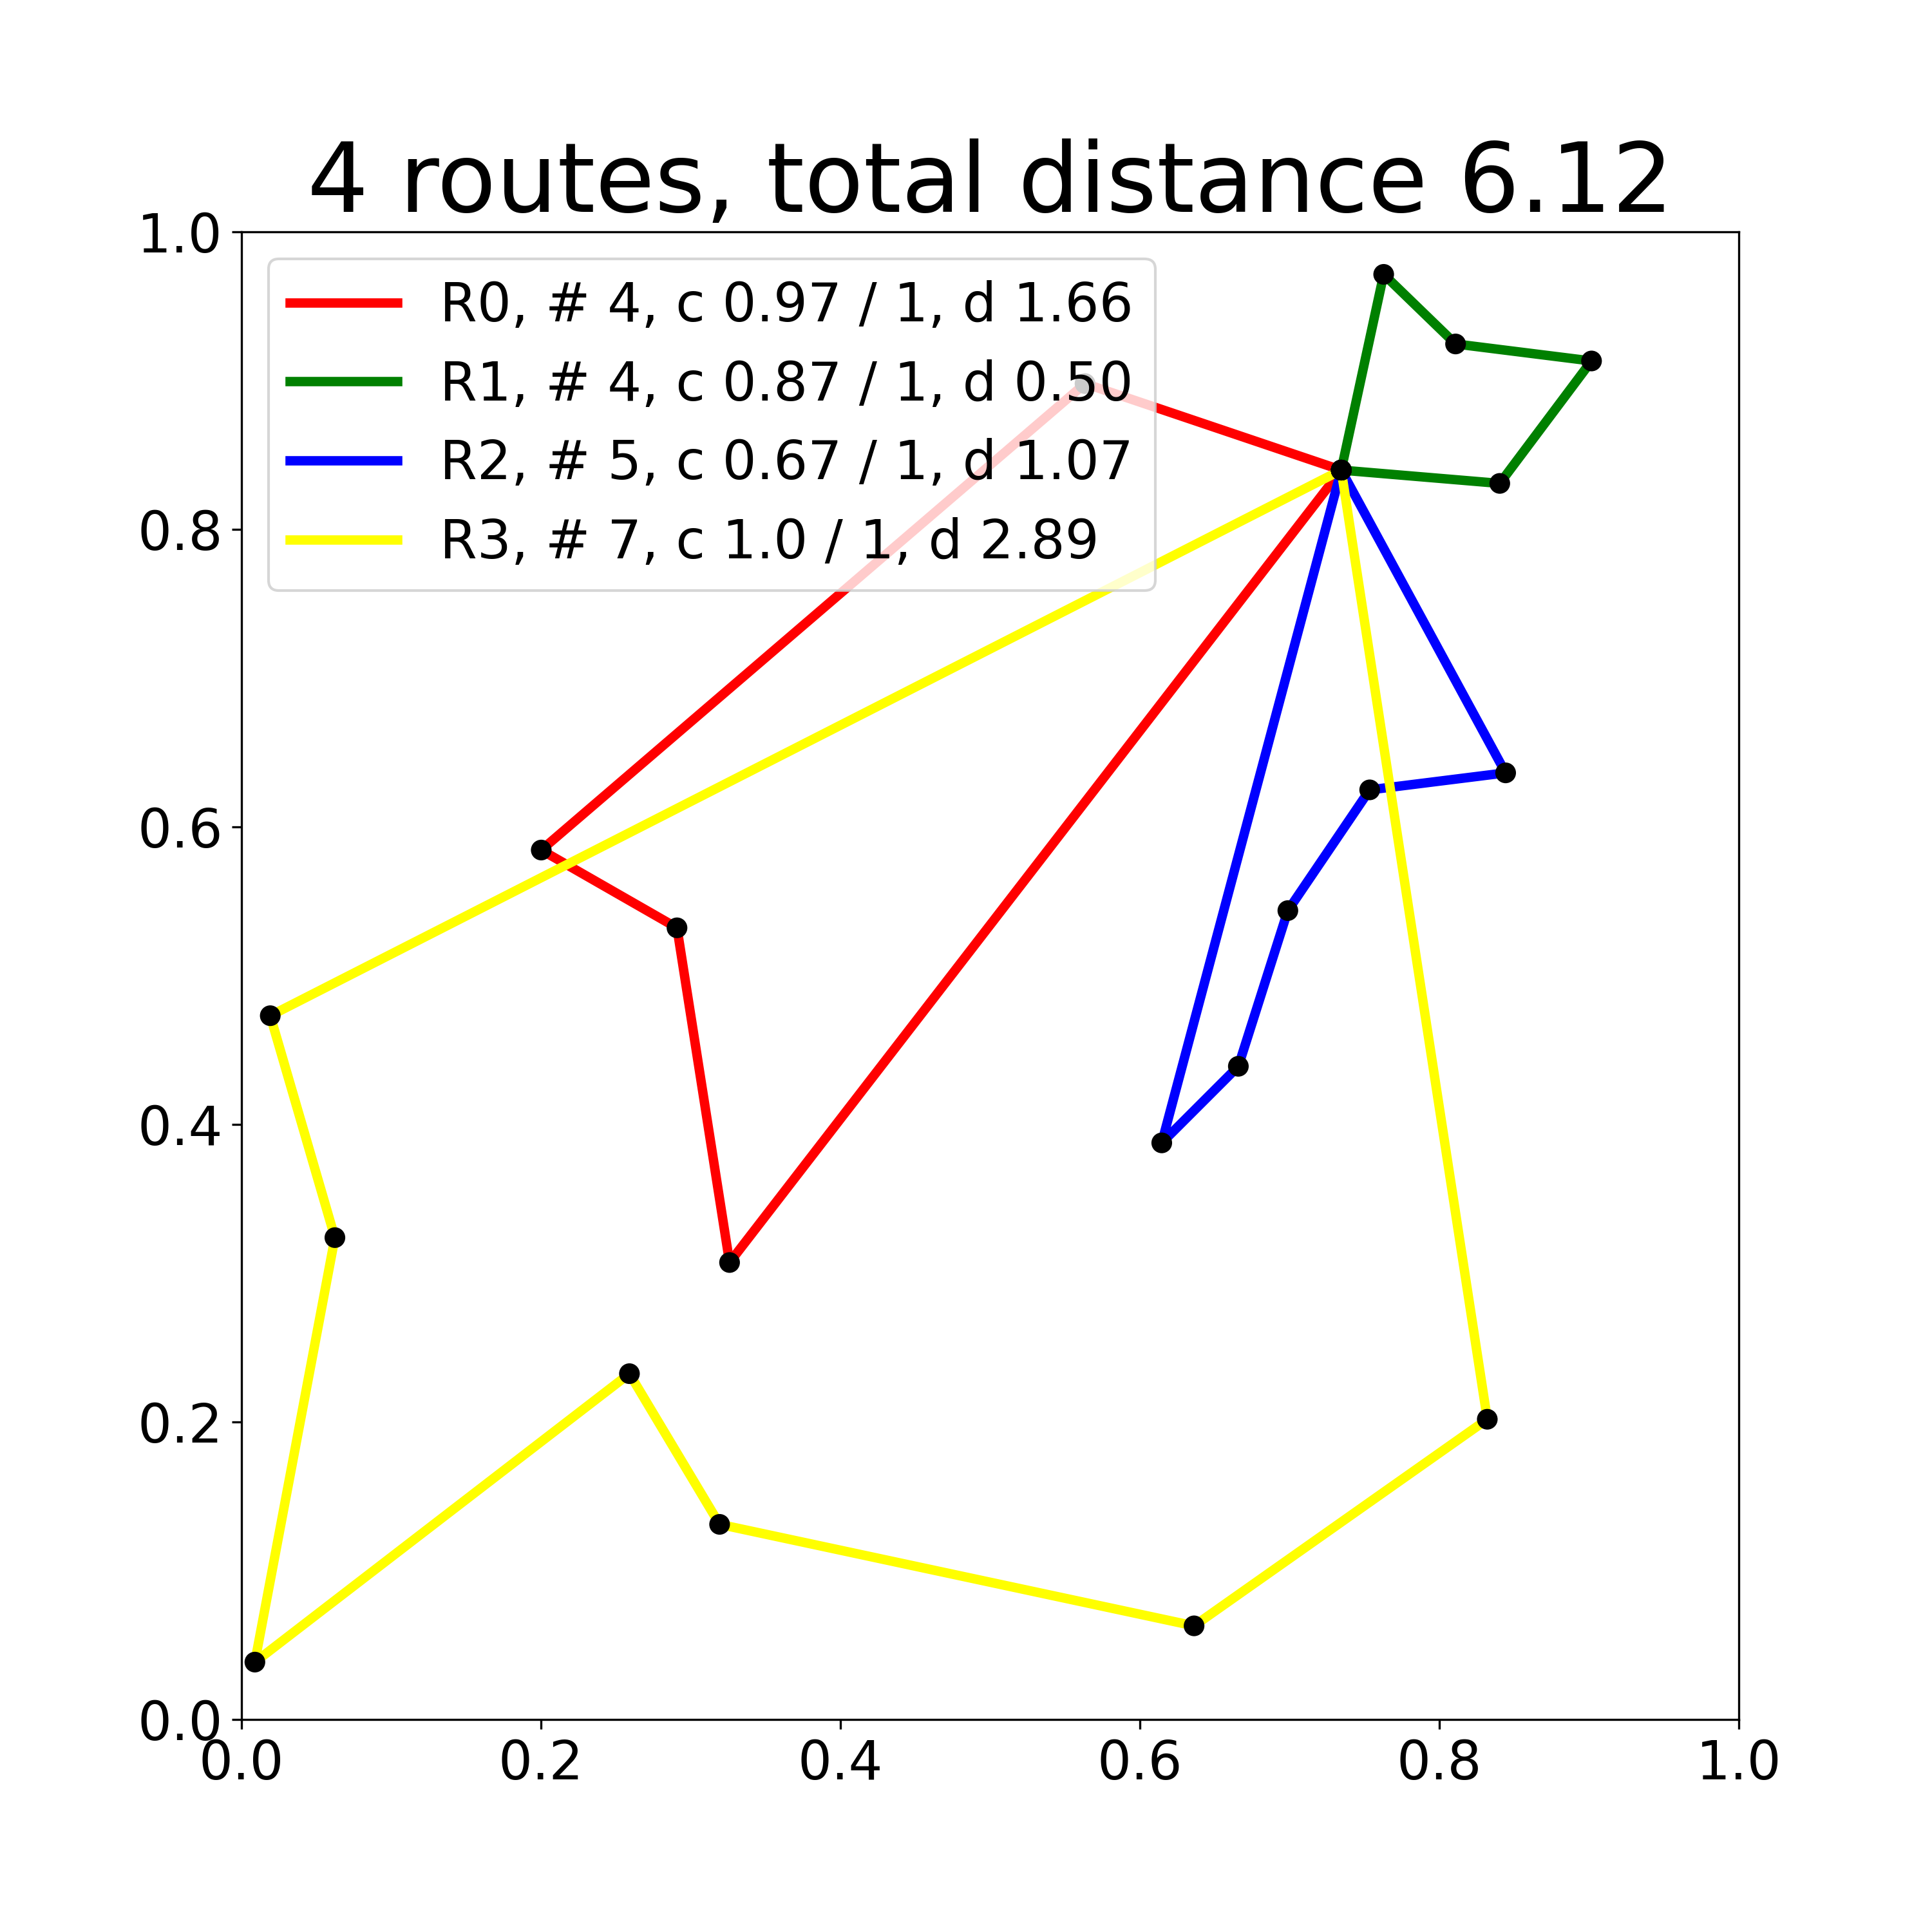 4 routes, total distance 6.12
1.0
R0, # 4, c 0.97 / 1, d 1.66
R1, # 4, c 0.87 / 1, d 0.50
R2, # 5, c 0.67 / 1, d 1.07
R3, # 7, c 1.0 / 1, d 2.89
0.8
0.6
0.4
0.2
0.0
0.0 0.2 0.4 0.6 0.8 1.0